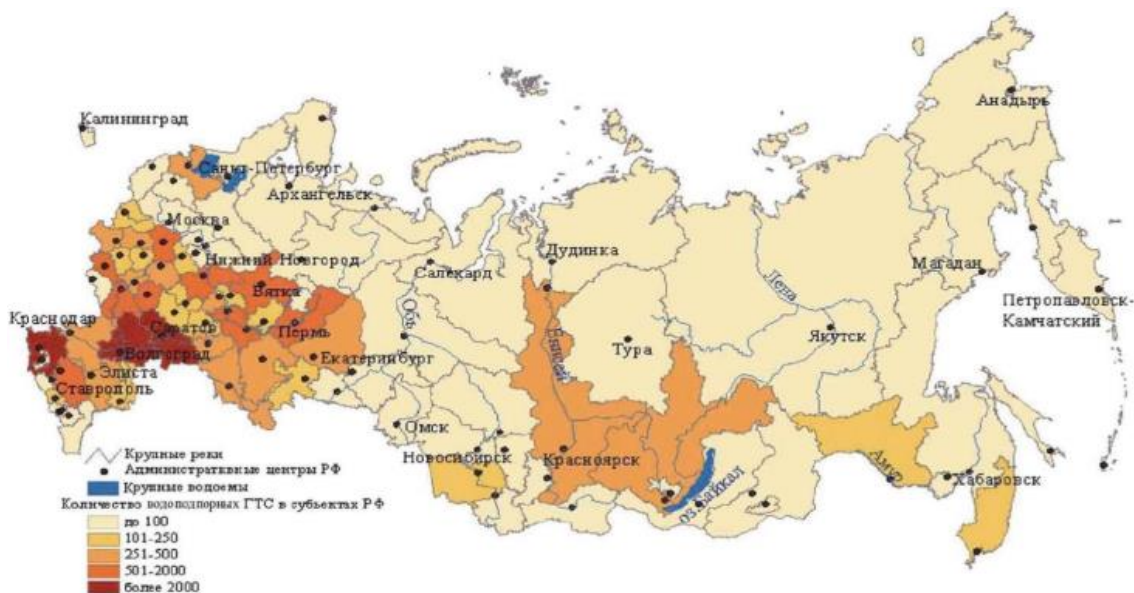 Калининград
Анадырь
Санкт-Петербург
Архангельск
Москва
Дудинка
Нижний Новгород
Салехард
Магадан
Лена
Вятка
Обь
Петропавловск-
Камчатский
Краснодар
Саратов
Пермь
Енисей
Якутск
Тура
Волгоград
Екатеринбург
Элиста
Ставрополь
Омск
Новосибирск
Красноярск
оз.Байкал
Амур
Хабаровск
Крупные реки
Административные центры РФ
Крупные водоемы
Количество водоподпорных ГТС в субъектах РФ
до 100
101-250
251-500
501-2000
более 2000